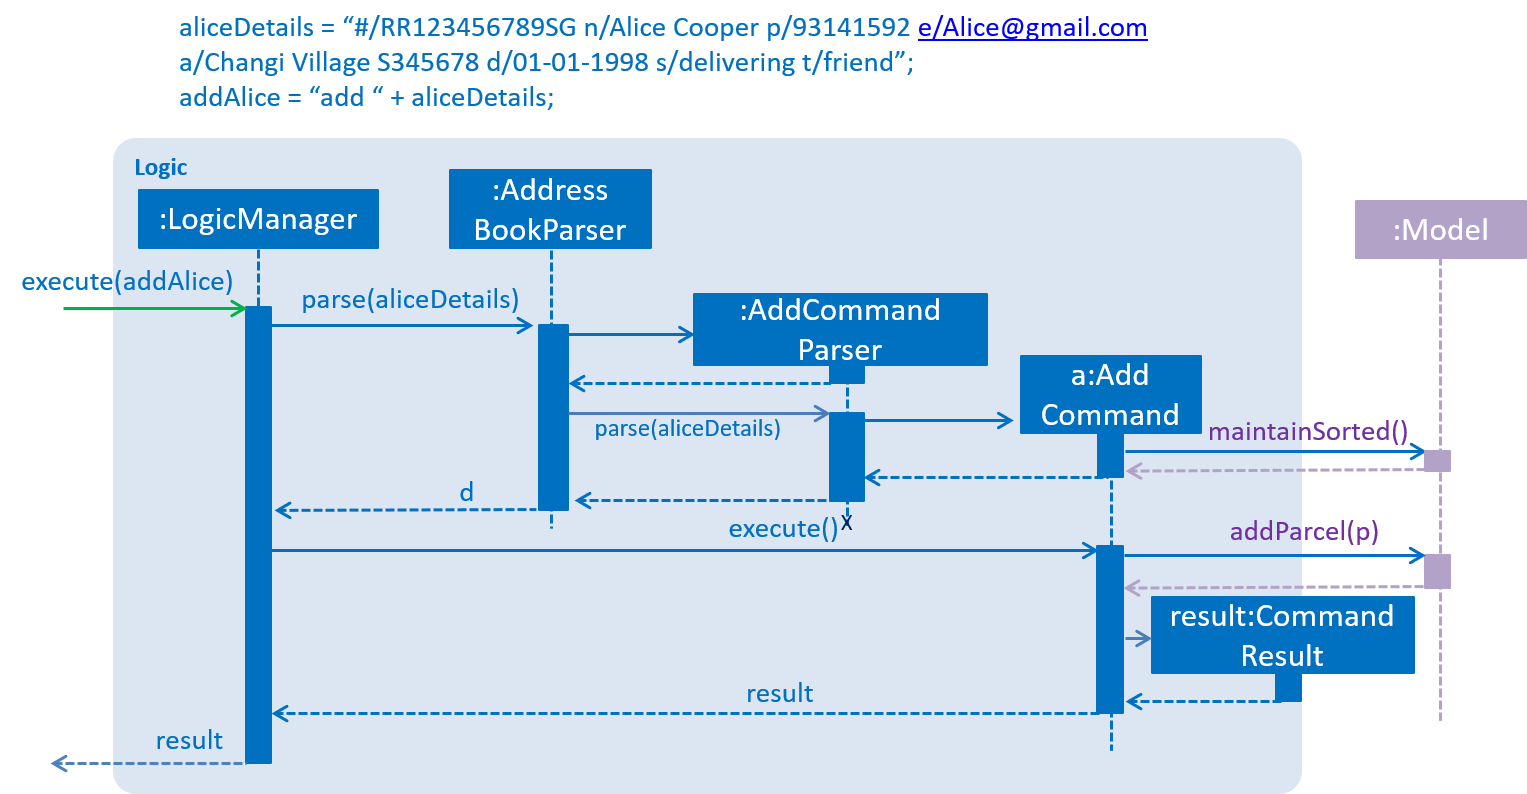 aliceDetails = “#/RR123456789SG n/Alice Cooper p/93141592 e/Alice@gmail.com
a/Changi Village S345678 d/01-01-1998 s/delivering t/friend”;
addAlice = “add “ + aliceDetails;
Logic
:LogicManager
:Address
BookParser
:Model
execute(addAlice)
parse(aliceDetails)
:AddCommand
Parser
a:Add
Command
parse(aliceDetails)
maintainSorted()
d
execute()
X
addParcel(p)
result:Command
Result
result
result